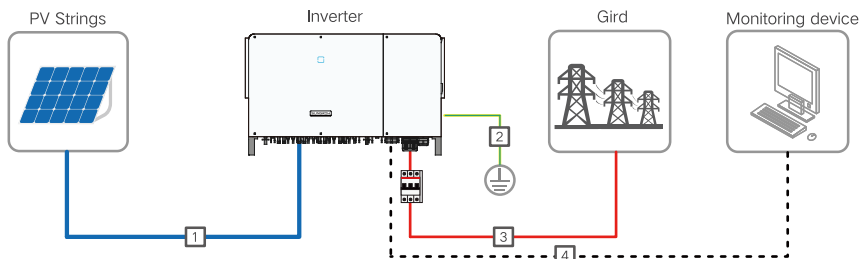 PV Strings
Inverter
Gird
Monitoring device
2
1
3
4